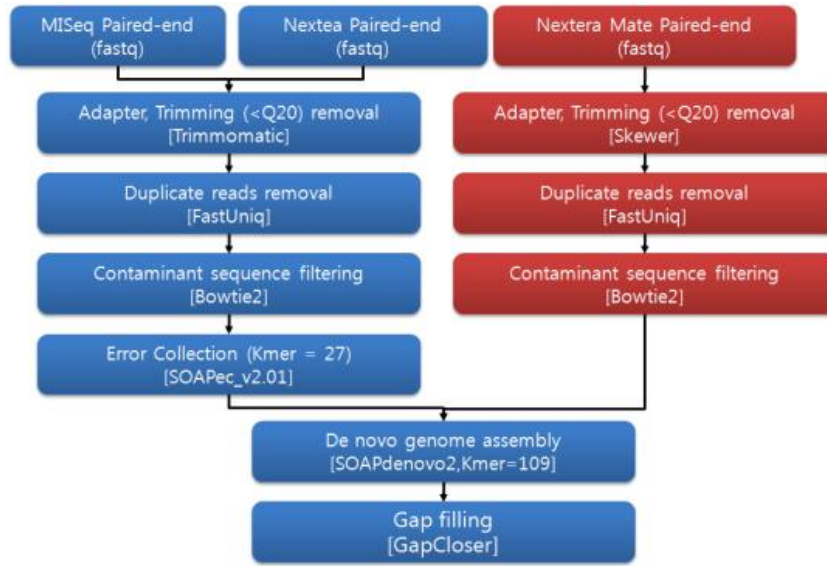 MISeq Paired-end
(fastq)
Nextea Paired-end
(fastq)
Nextera Mate Paired-end
(fastq)
Adapter, Trimming (<Q20) removal
[Trimmomatic]
Adapter, Trimming (<Q20) removal
[Skewer]
Duplicate reads removal
[FastUniq]
Duplicate reads removal
[FastUniq]
Contaminant sequence filtering
[Bowtie2]
Contaminant sequence filtering
[Bowtie2]
Error Collection (Kmer = 27)
[SOAPec_v2.01]
De novo genome assembly
[SOAPdenovo2,Kmer=109]
Gap filling
[GapCloser]